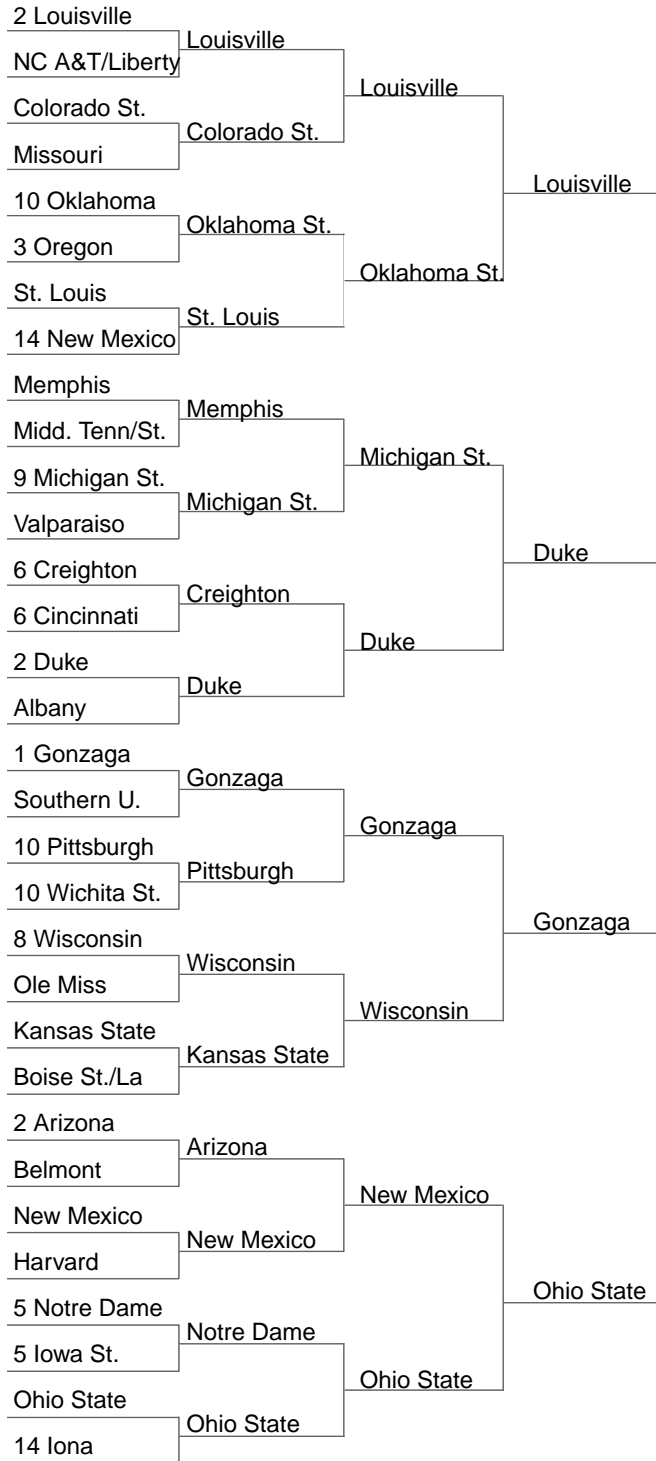 2 Louisville
Louisville
NC A&T/Liberty
Louisville
Colorado St.
Colorado St.
Missouri
Louisville
10 Oklahoma
Oklahoma St.
3 Oregon
Oklahoma St.
St. Louis
St. Louis
14 New Mexico
Memphis
Memphis
Midd. Tenn/St.
Michigan St.
9 Michigan St.
Michigan St.
Valparaiso
Duke
6 Creighton
Creighton
6 Cincinnati
Duke
2 Duke
Duke
Albany
1 Gonzaga
Gonzaga
Southern U.
Gonzaga
10 Pittsburgh
Pittsburgh
10 Wichita St.
Gonzaga
8 Wisconsin
Wisconsin
Ole Miss
Wisconsin
Kansas State
Kansas State
Boise St./La
2 Arizona
Arizona
Belmont
New Mexico
New Mexico
New Mexico
Harvard
Ohio State
5 Notre Dame
Notre Dame
5 Iowa St.
Ohio State
Ohio State
Ohio State
14 Iona